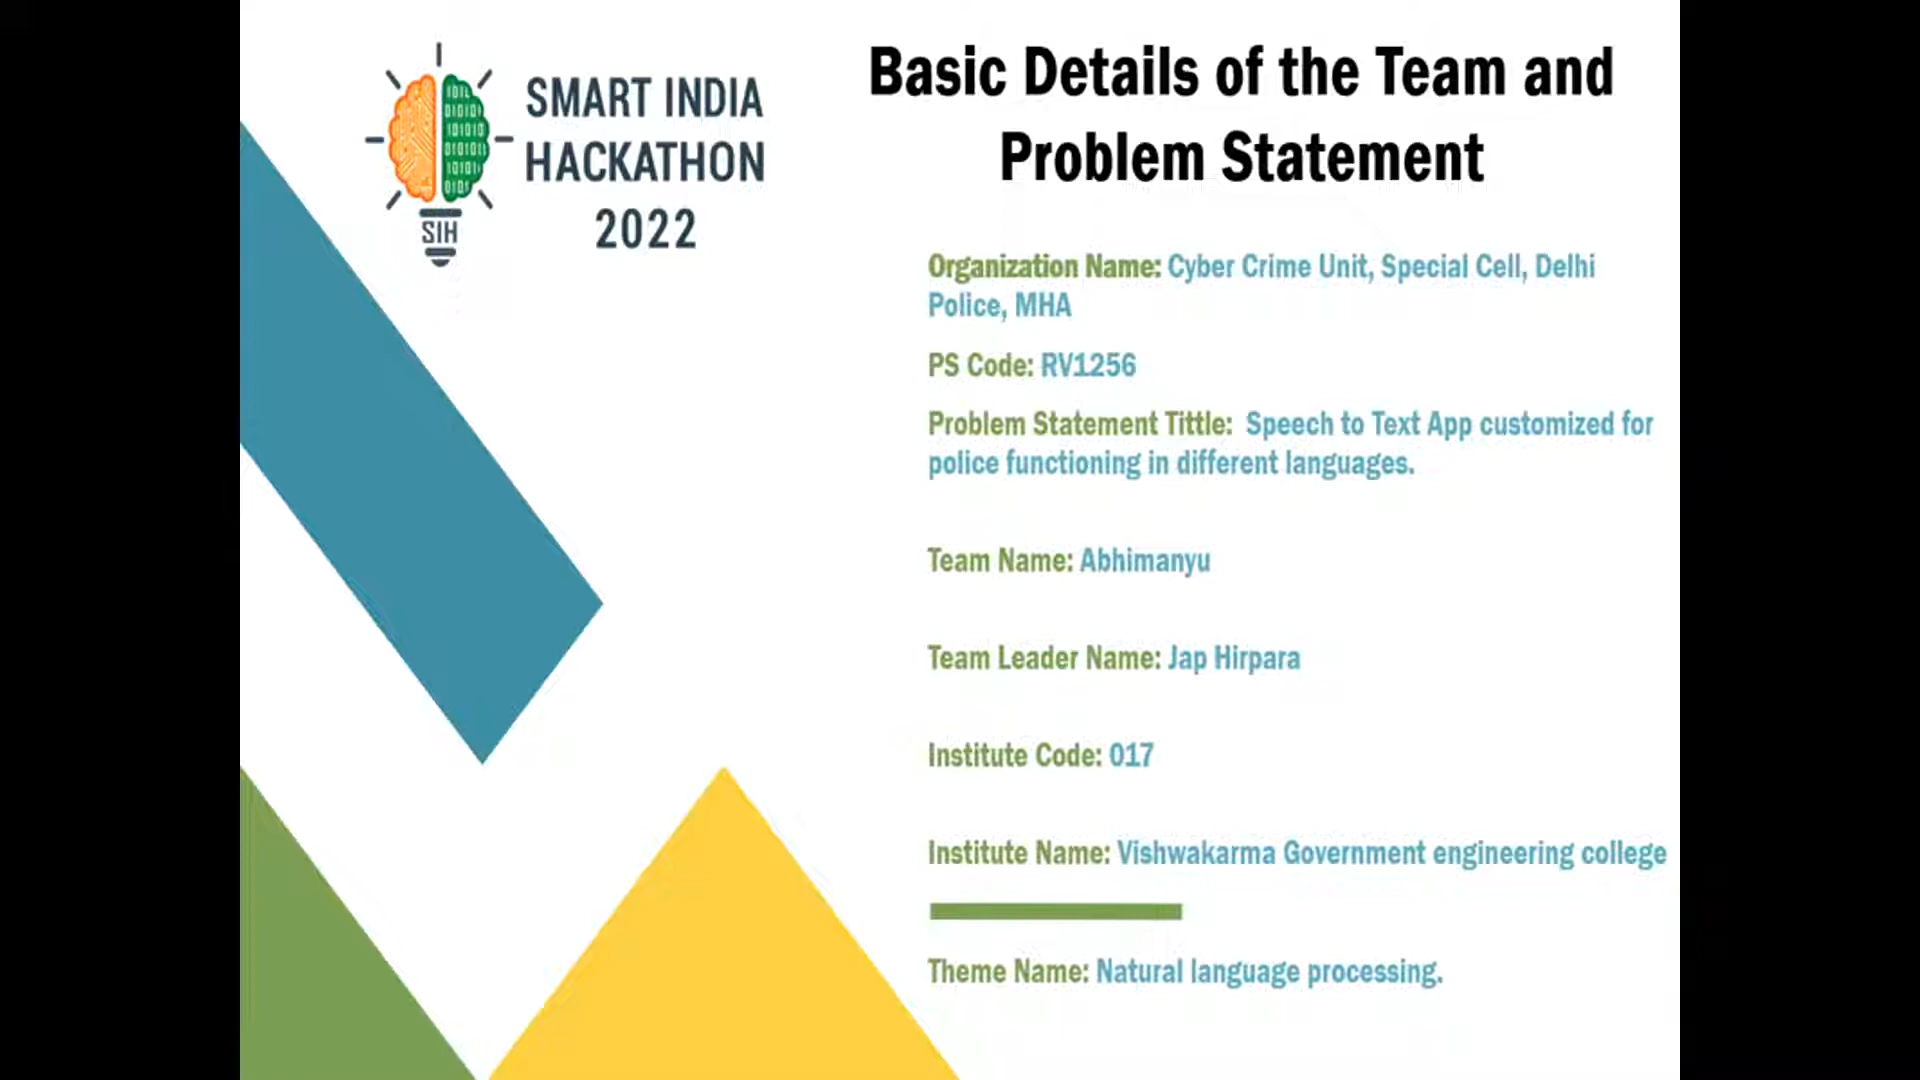 SMART INDIA
HACKATHON
2022
SIH
Basic Details of the Team and
Problem Statement
Organization Name: Cyber Crime Unit, Special Cell, Delhi
Police, MHA
PS Code: RV1256
Problem Statement Tittle: Speech to Text App customized for
police functioning in different languages.
Team Name: Abhimanyu
Team Leader Name: Jap Hirpara
Institute Code: 017
Institute Name: Vishwakarma Government engineering college
Theme Name: Natural language processing.